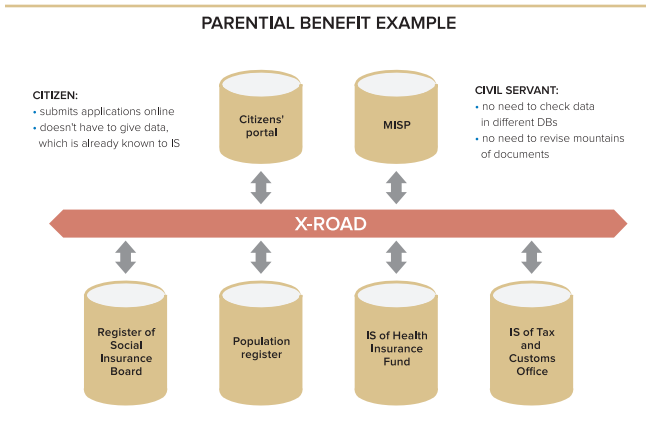 PARENTAL BENEFIT EXAMPLE
CITIZEN:
• submits applications online
• doesn't have to give data,
which is already known to IS
Citizens'
portal
MISP
CIVIL SERVANT:
• no need to check data
in different DBs
• no need to revise mountains
of documents
X-ROAD
Register of
Social
Insurance
Board
Population
register
IS of Health
Insurance
Fund
IS of Tax
and
Customs
Office